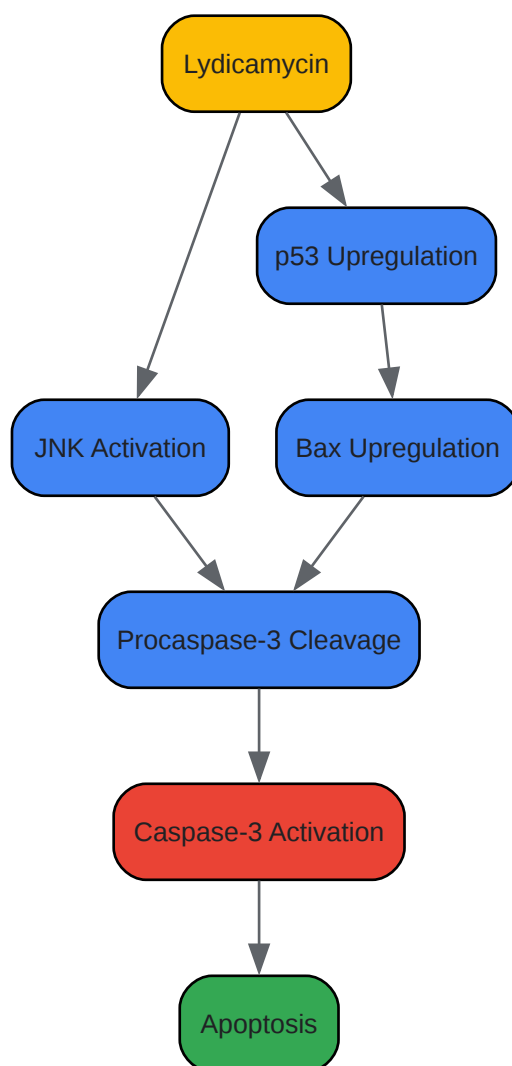 Lydicamycin
p53 Upregulation
JNK Activation
Bax Upregulation
Procaspase-3 Cleavage
Caspase-3 Activation
Apoptosis